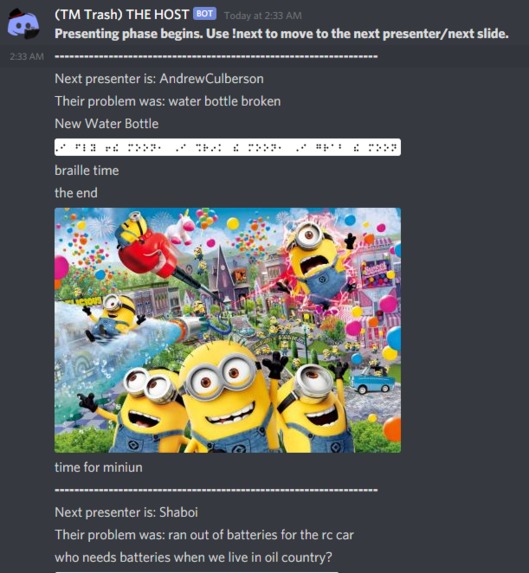 (TM Trash) THE HOST BOT Today at 2:33 AM
Presenting phase begins. Use !next to move to the next presenter/next slide.
2:33 AM ----------------------------------------------------------------
Next presenter is: AndrewCulberson
Their problem was: water bottle broken
New Water Bottle
braille time
the end
time for miniun
----------------------------------------------------------------
Next presenter is: Shaboi
Their problem was: ran out of batteries for the rc car
who needs batteries when we live in oil country?